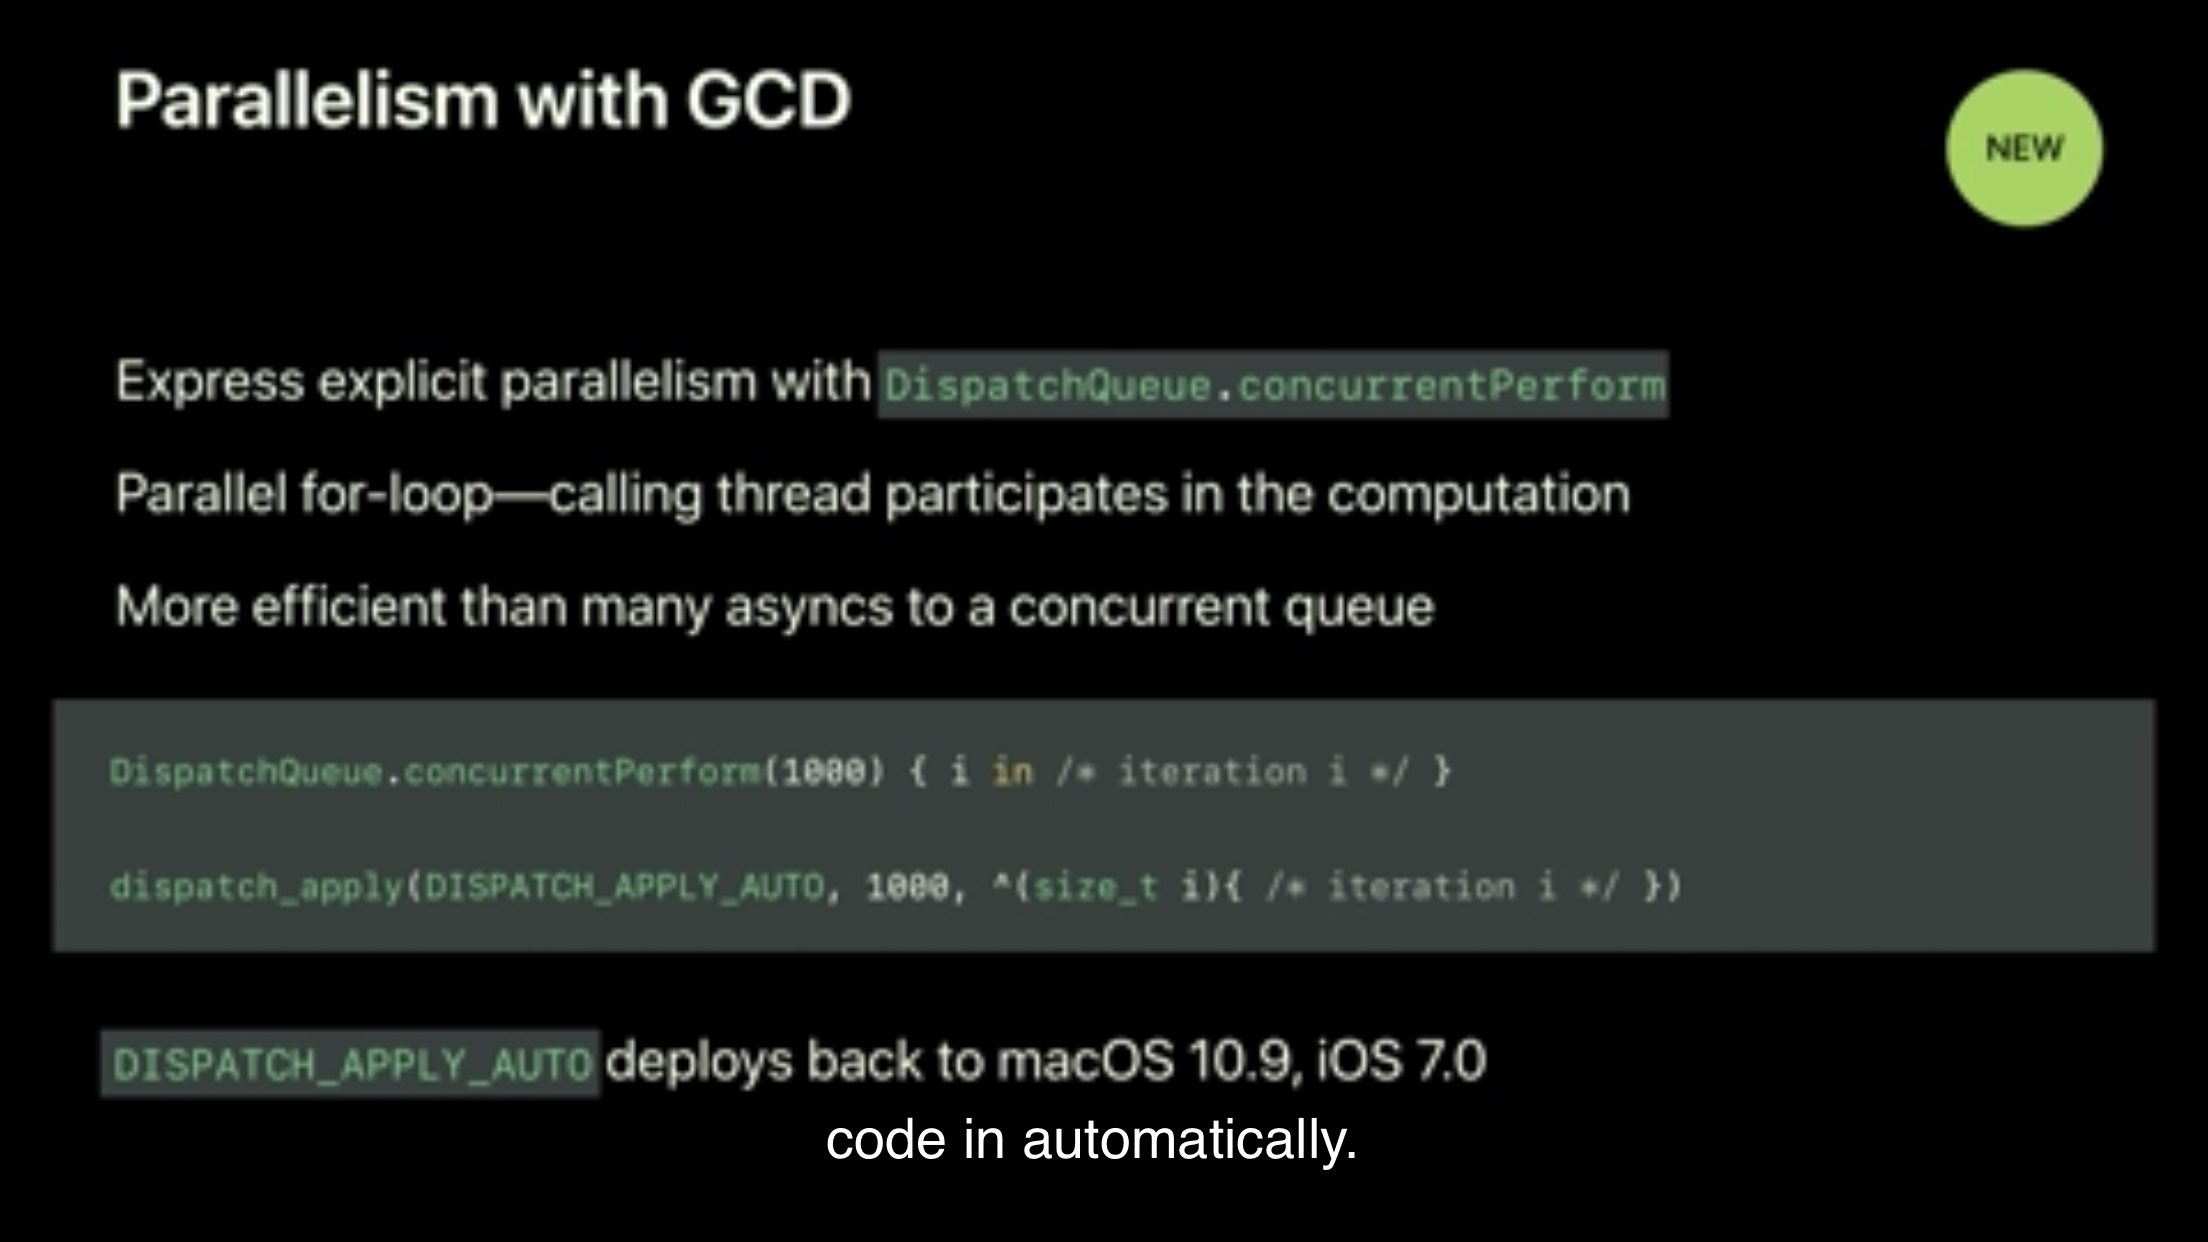 Parallelism with GCD
NEW
Express explicit parallelism with DispatchQueue.concurrentPerform
Parallel for-loop—calling thread participates in the computation
More efficient than many asyncs to a concurrent queue
DispatchQueue.concurrentPerform(1000) { i in /* iteration i */ }
dispatch_apply(DISPATCH_APPLY_AUTO, 1000, ^(size_t i){ /* iteration i */ })
DISPATCH_APPLY_AUTO deploys back to macOS 10.9, iOS 7.0
code in automatically.